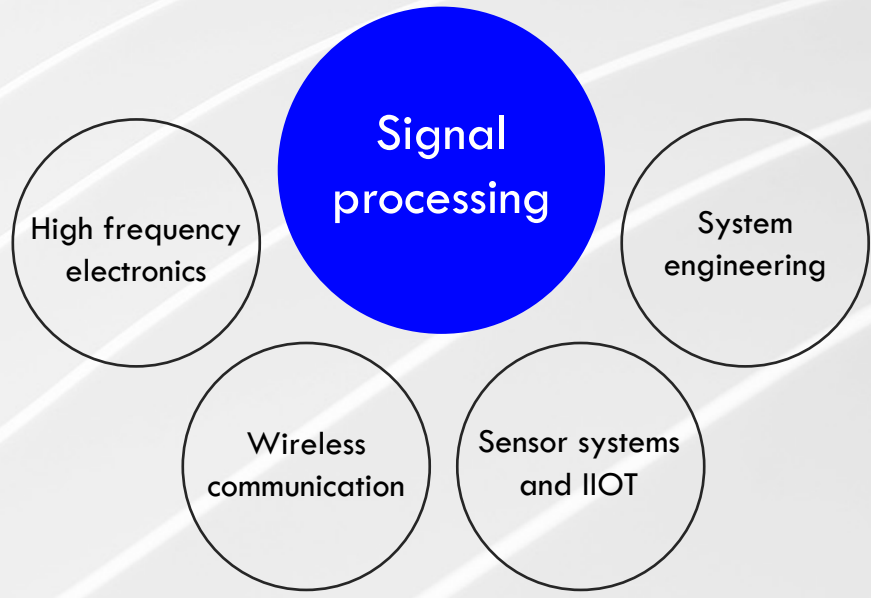 Signal
processing
High frequency
electronics
System
engineering
Wireless
communication
Sensor systems
and IIOT